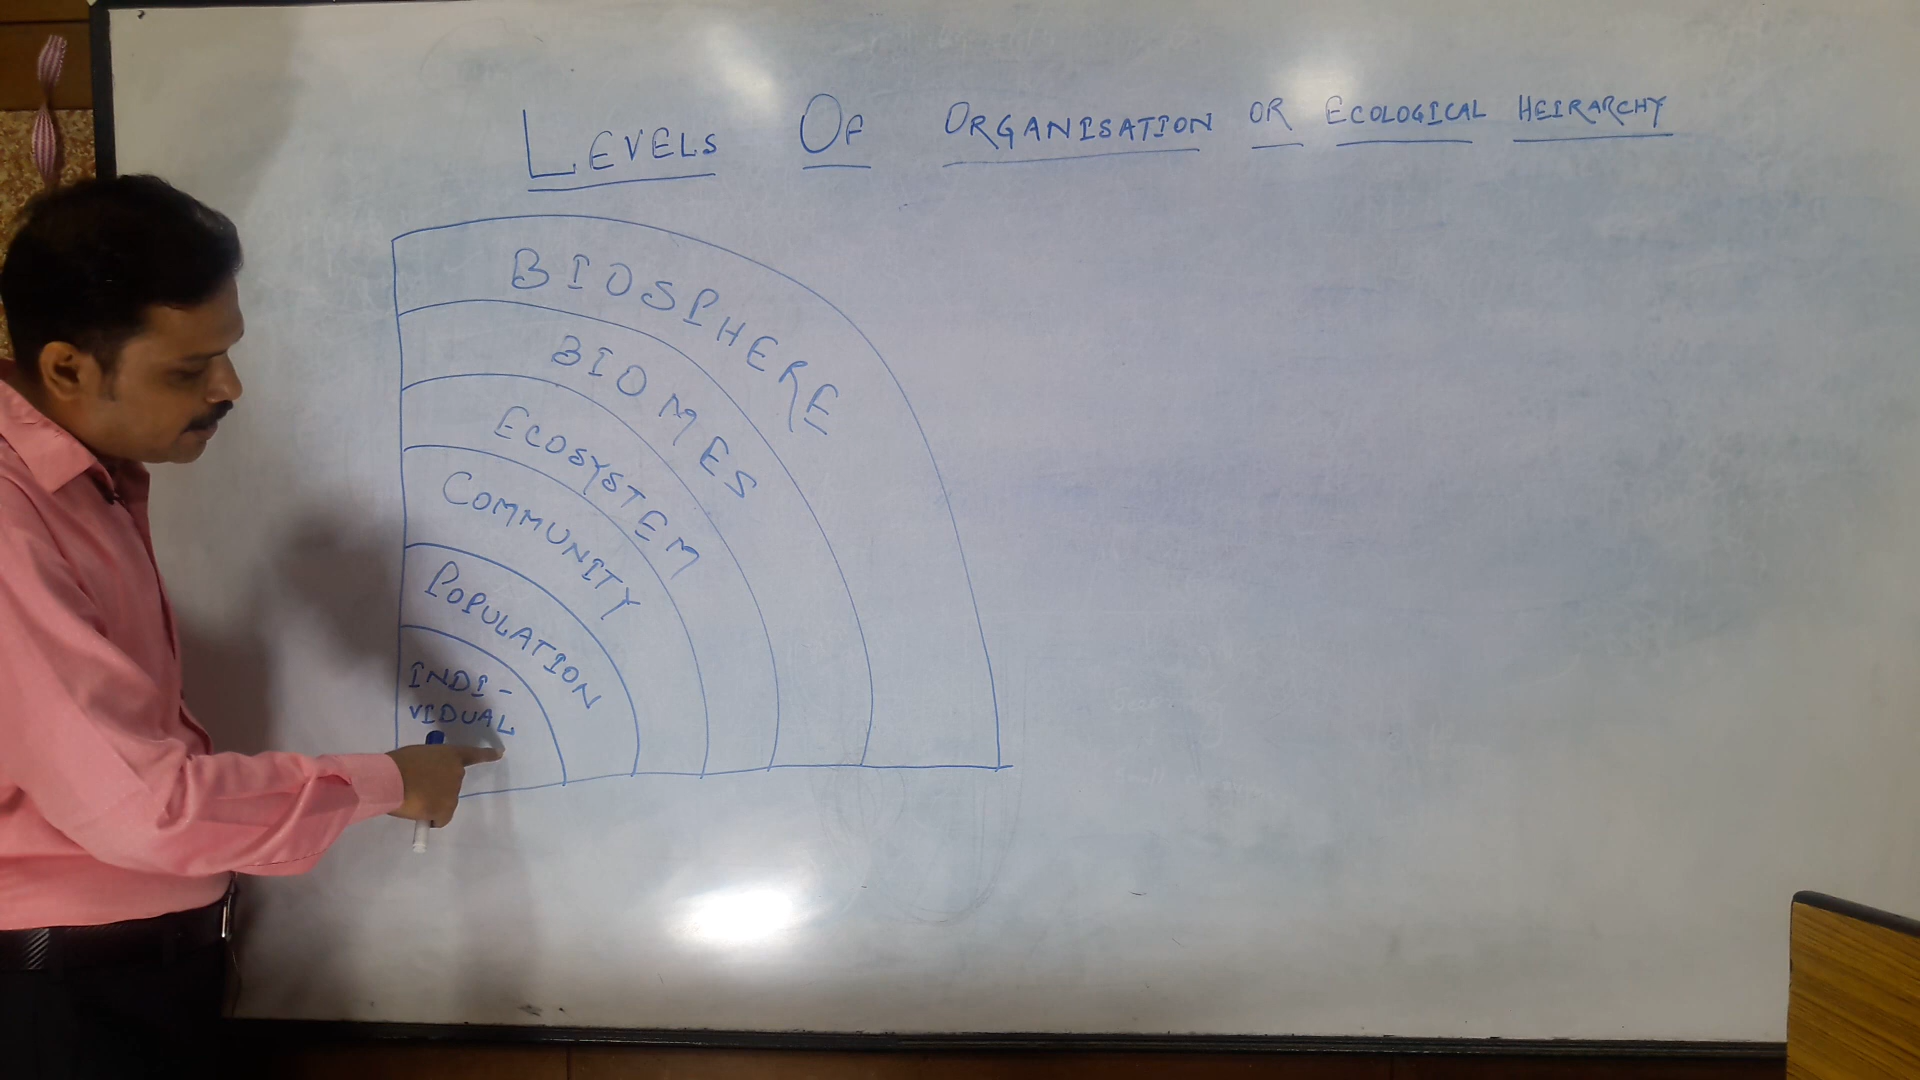 LEVELS OF ORGANISATION OR ECOLOGICAL HEIRARCHY
BIOSPHERE
BIOMES
ECOSYSTEM
COMMUNITY
POPULATION
INDI-
VIDUAL